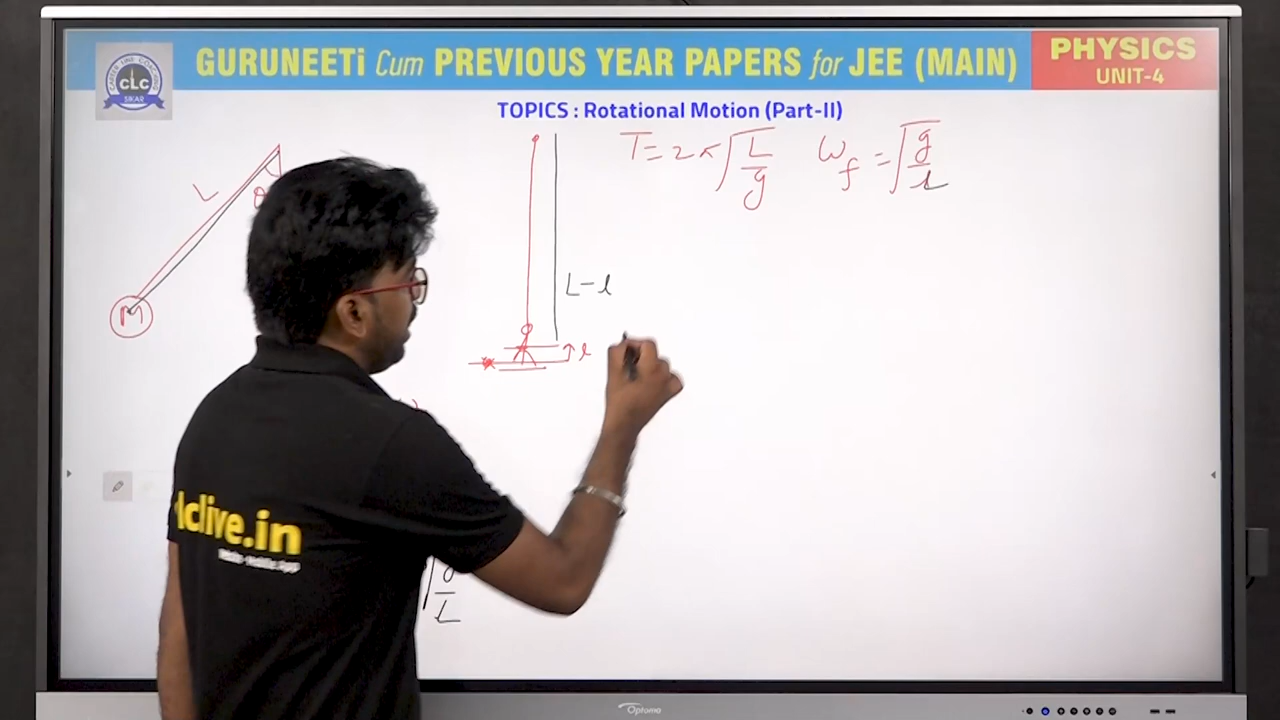 GURUNEETi Cum PREVIOUS YEAR PAPERS for JEE (MAIN)
PHYSICS
UNIT-4
CLC
SIKAR
TOPICS : Rotational Motion (Part-II)
T = 2π√(L/g) ω_f = √(g/l)
L
θ
M
L-l
l
lclive.in
g/L
Optoma